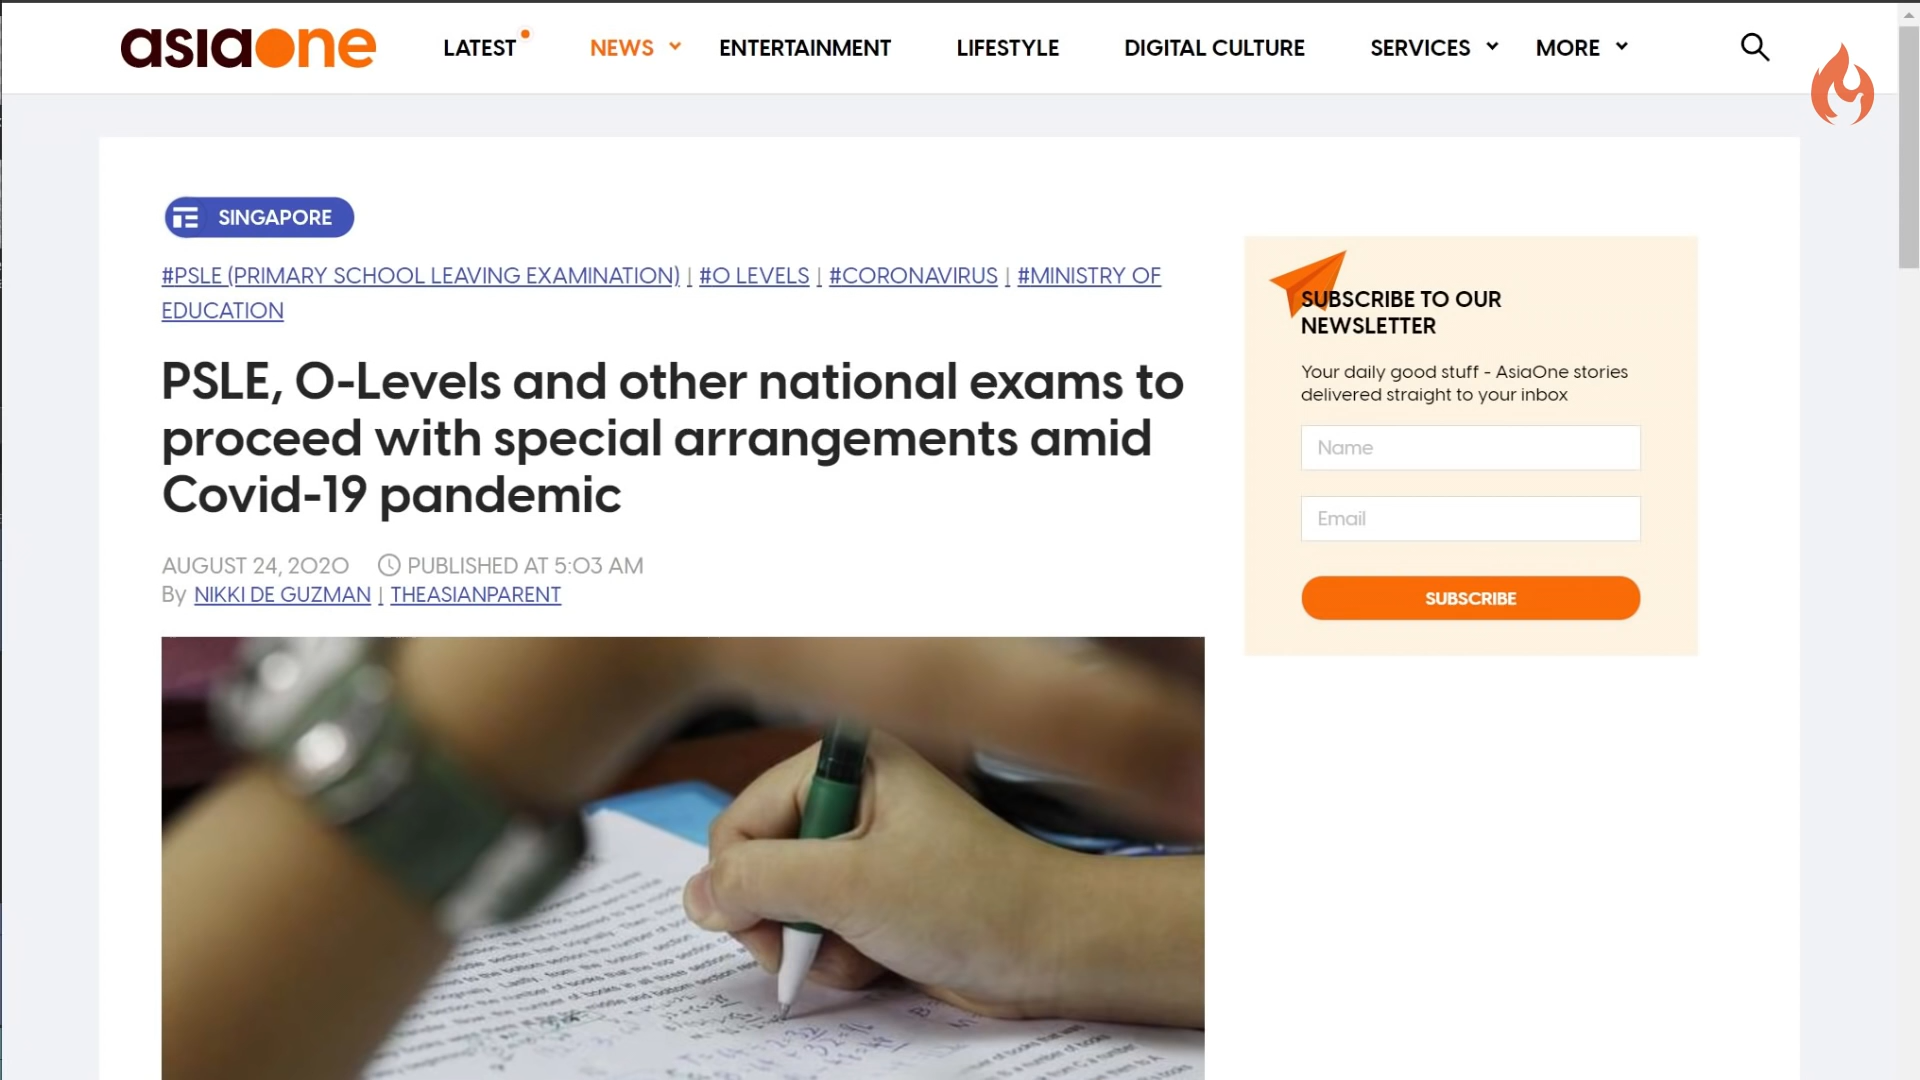 asiaone
LATEST
NEWS
ENTERTAINMENT
LIFESTYLE
DIGITAL CULTURE
SERVICES
MORE
SINGAPORE
#PSLE (PRIMARY SCHOOL LEAVING EXAMINATION) | #O LEVELS | #CORONAVIRUS | #MINISTRY OF
EDUCATION
PSLE, O-Levels and other national exams to
proceed with special arrangements amid
Covid-19 pandemic
AUGUST 24, 2020 PUBLISHED AT 5:03 AM
By NIKKI DE GUZMAN | THEASIANPARENT
SUBSCRIBE TO OUR
NEWSLETTER
Your daily good stuff - AsiaOne stories
delivered straight to your inbox
Name
Email
SUBSCRIBE